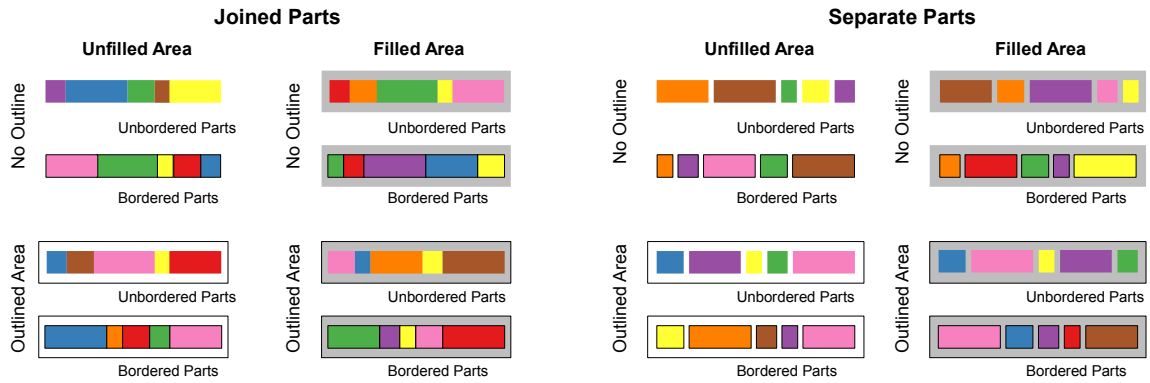 Joined Parts
Separate Parts
Unfilled Area
Filled Area
Unfilled Area
Filled Area
No Outline
Unbordered Parts
No Outline
Unbordered Parts
No Outline
Unbordered Parts
No Outline
Unbordered Parts
Bordered Parts
Bordered Parts
Bordered Parts
Bordered Parts
Outlined Area
Unbordered Parts
Outlined Area
Unbordered Parts
Outlined Area
Unbordered Parts
Outlined Area
Unbordered Parts
Bordered Parts
Bordered Parts
Bordered Parts
Bordered Parts